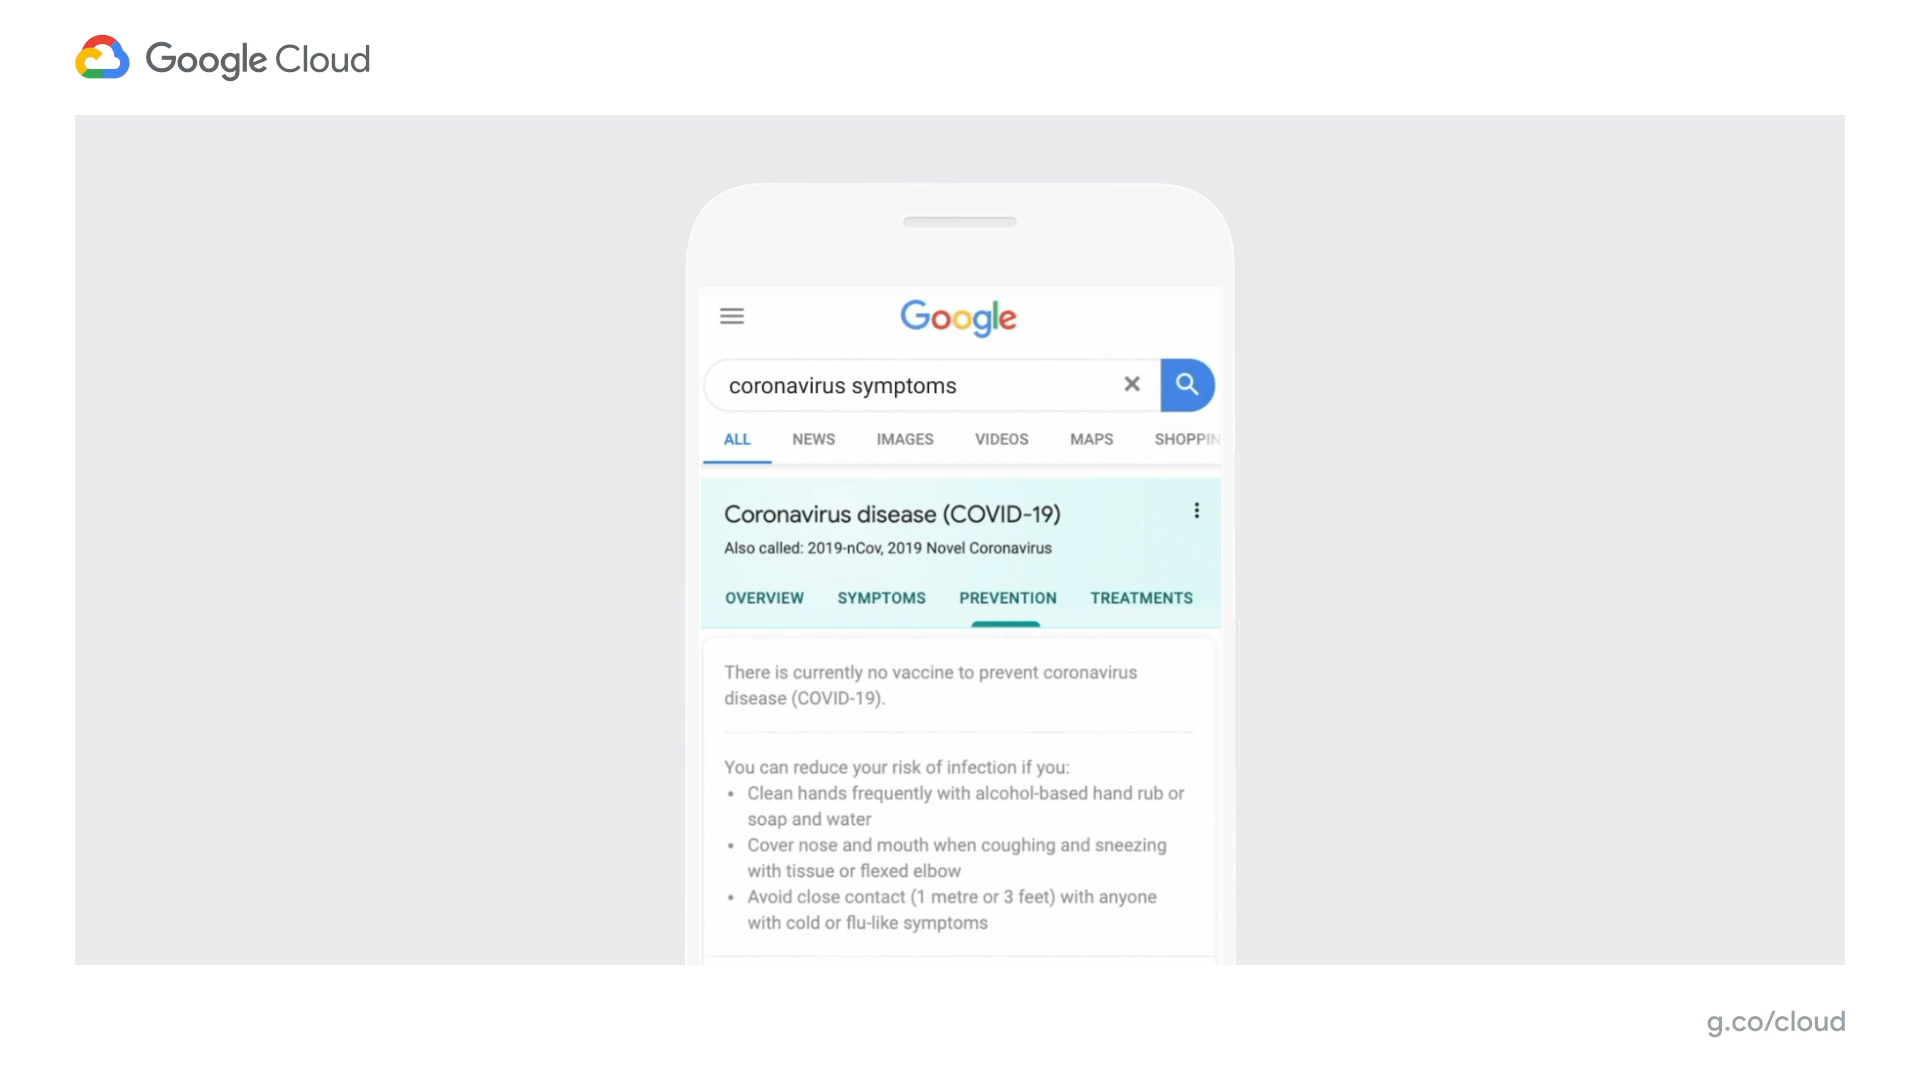 Google Cloud
Google
coronavirus symptoms
ALL NEWS IMAGES VIDEOS MAPS SHOPPIN
Coronavirus disease (COVID-19)
Also called: 2019-nCov, 2019 Novel Coronavirus
OVERVIEW SYMPTOMS PREVENTION TREATMENTS
There is currently no vaccine to prevent coronavirus
disease (COVID-19).
You can reduce your risk of infection if you:
• Clean hands frequently with alcohol-based hand rub or
soap and water
• Cover nose and mouth when coughing and sneezing
with tissue or flexed elbow
• Avoid close contact (1 metre or 3 feet) with anyone
with cold or flu-like symptoms
g.co/cloud